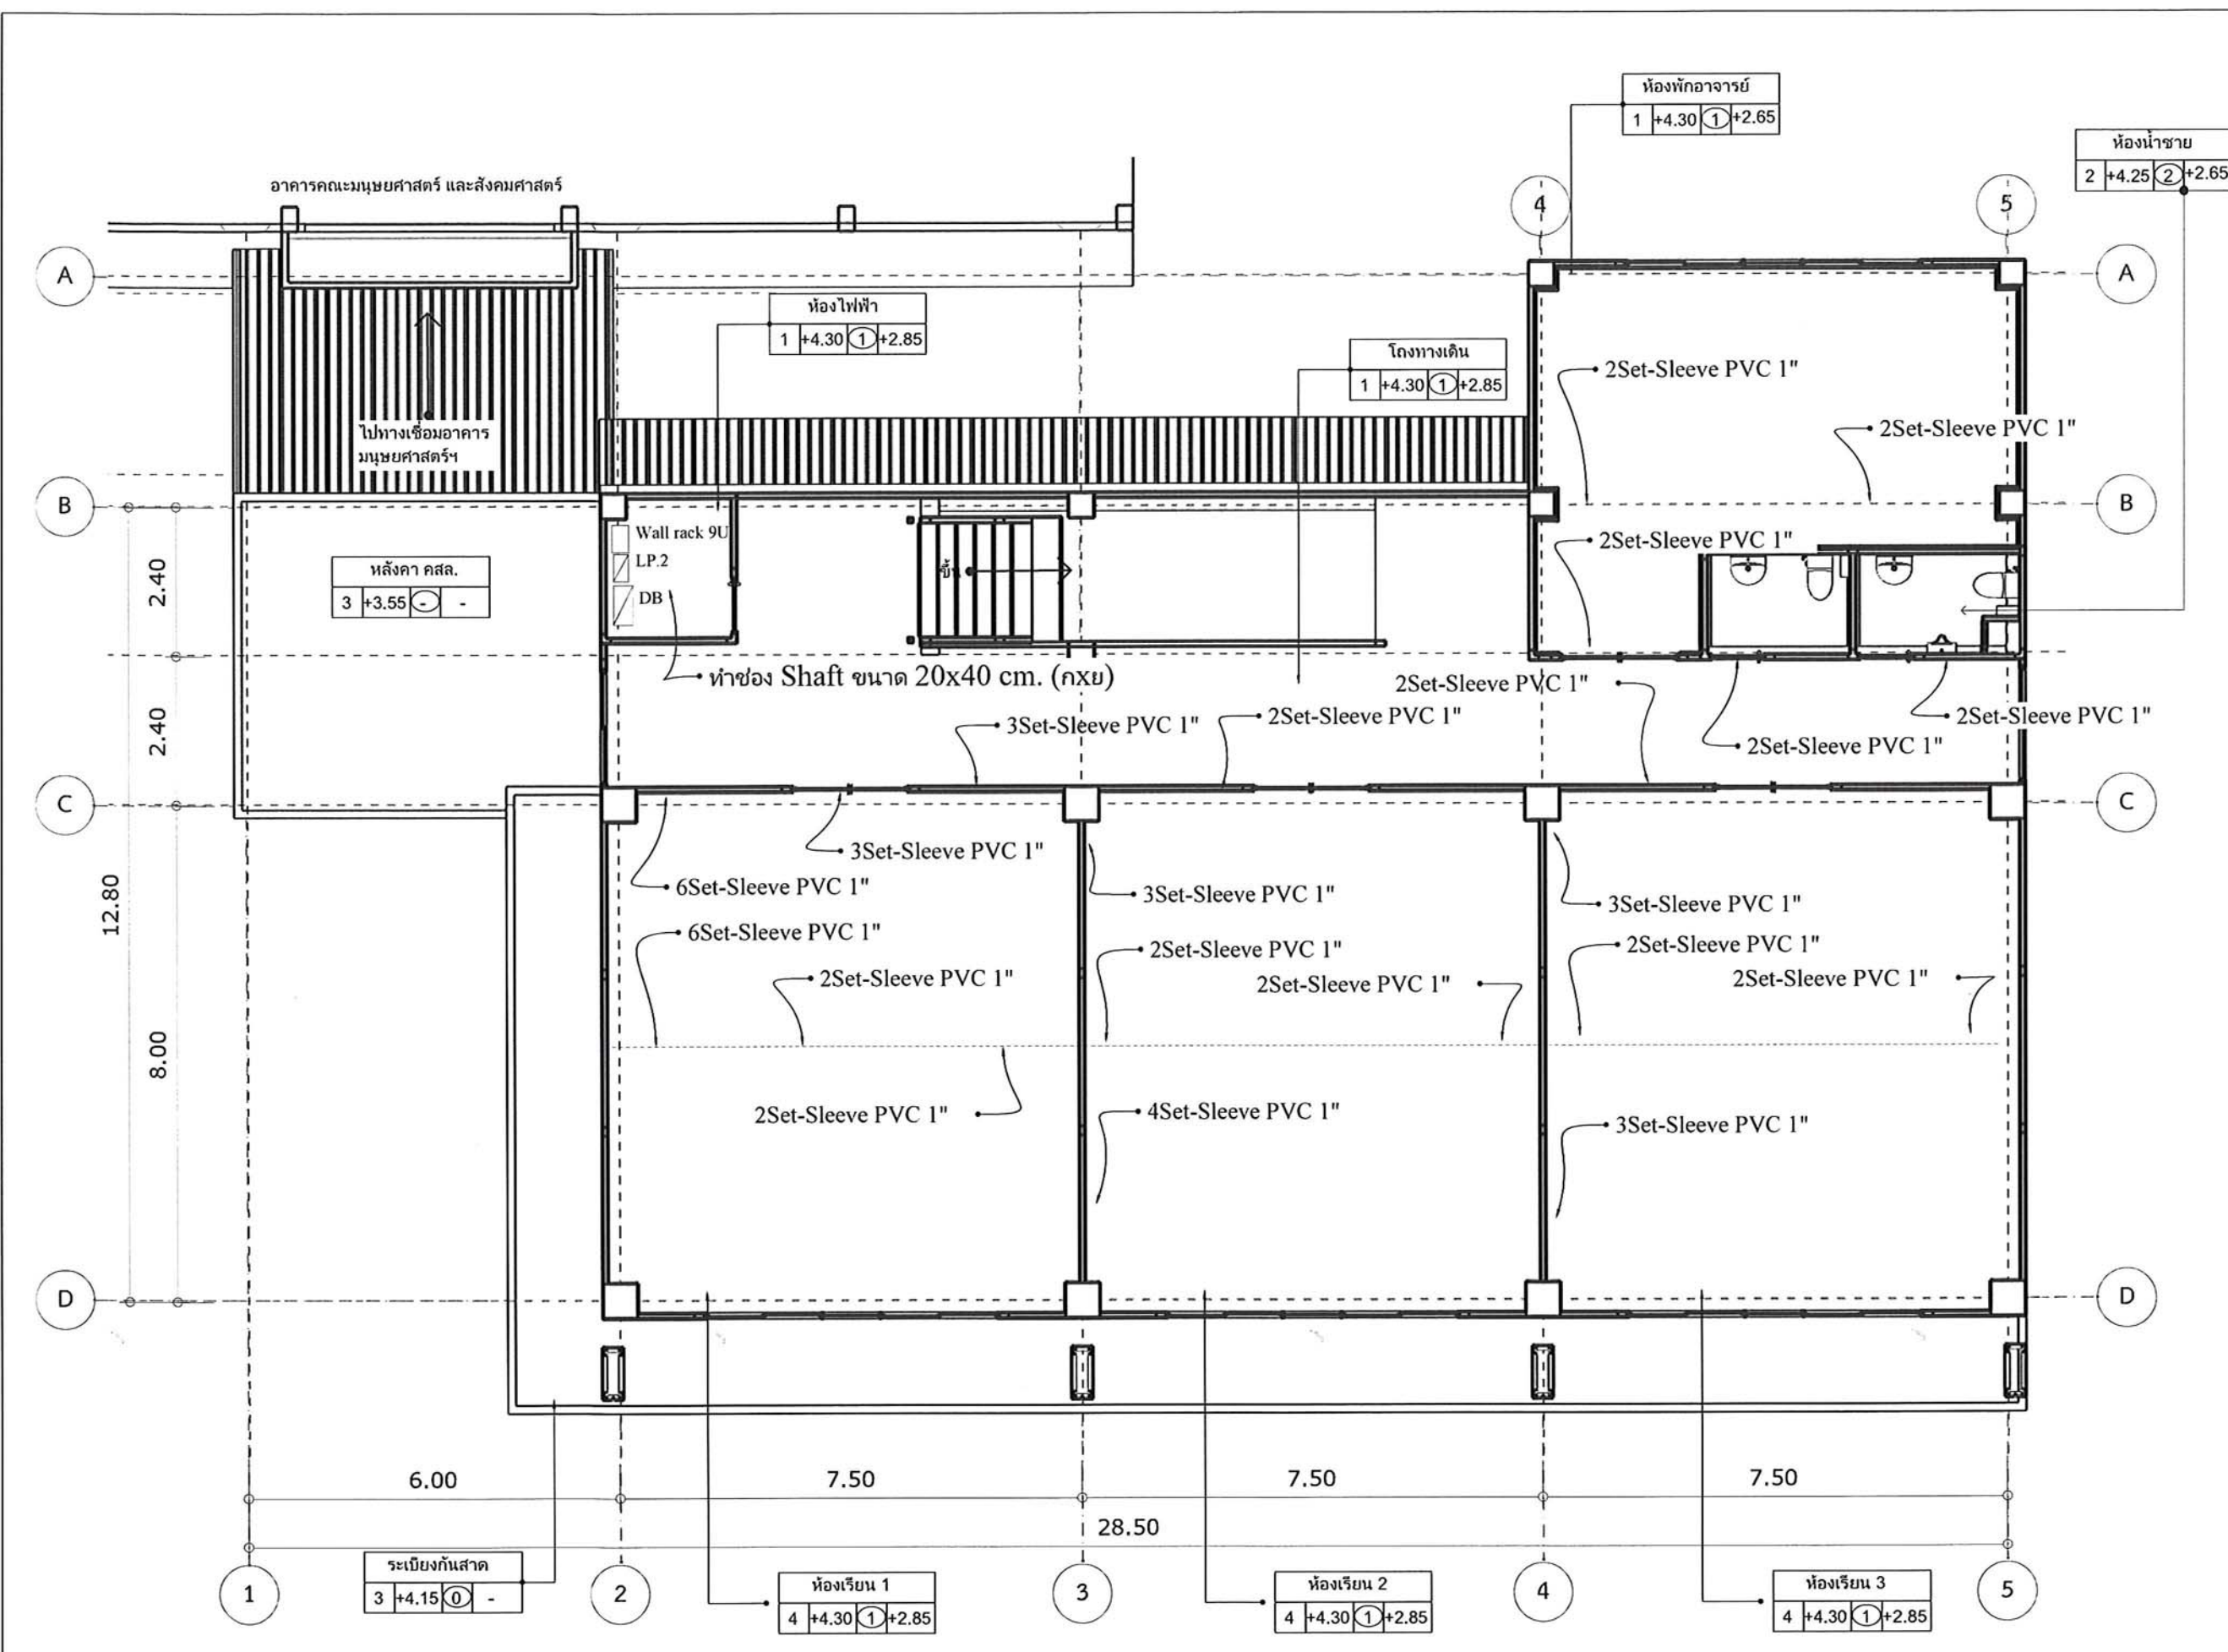 ห้องพักอาจารย์
1 +4.30 1 +2.65
ห้องน้ำชาย
2 +4.25 2 +2.65
อาคารคณะมนุษยศาสตร์ และสังคมศาสตร์
4
5
A
A
ห้องไฟฟ้า
1 +4.30 1 +2.85
โถงทางเดิน
1 +4.30 1 +2.85
2Set-Sleeve PVC 1"
2Set-Sleeve PVC 1"
ไปทางเชื่อมอาคาร
มนุษยศาสตร์ฯ
B
B
Wall rack 9U
LP.2
DB
ขึ้น
2Set-Sleeve PVC 1"
หลังคา คสล.
3 +3.55 - -
2.40
ทำช่อง Shaft ขนาด 20x40 cm. (กxย)
2Set-Sleeve PVC 1"
2.40
3Set-Sleeve PVC 1"
2Set-Sleeve PVC 1"
2Set-Sleeve PVC 1"
2Set-Sleeve PVC 1"
C
C
3Set-Sleeve PVC 1"
6Set-Sleeve PVC 1"
3Set-Sleeve PVC 1"
3Set-Sleeve PVC 1"
12.80
6Set-Sleeve PVC 1"
2Set-Sleeve PVC 1"
2Set-Sleeve PVC 1"
2Set-Sleeve PVC 1"
2Set-Sleeve PVC 1"
2Set-Sleeve PVC 1"
8.00
2Set-Sleeve PVC 1"
4Set-Sleeve PVC 1"
3Set-Sleeve PVC 1"
D
D
6.00
7.50
7.50
7.50
28.50
ระเบียงกันสาด
3 +4.15 0 -
1
2
3
4
5
ห้องเรียน 1
4 +4.30 1 +2.85
ห้องเรียน 2
4 +4.30 1 +2.85
ห้องเรียน 3
4 +4.30 1 +2.85